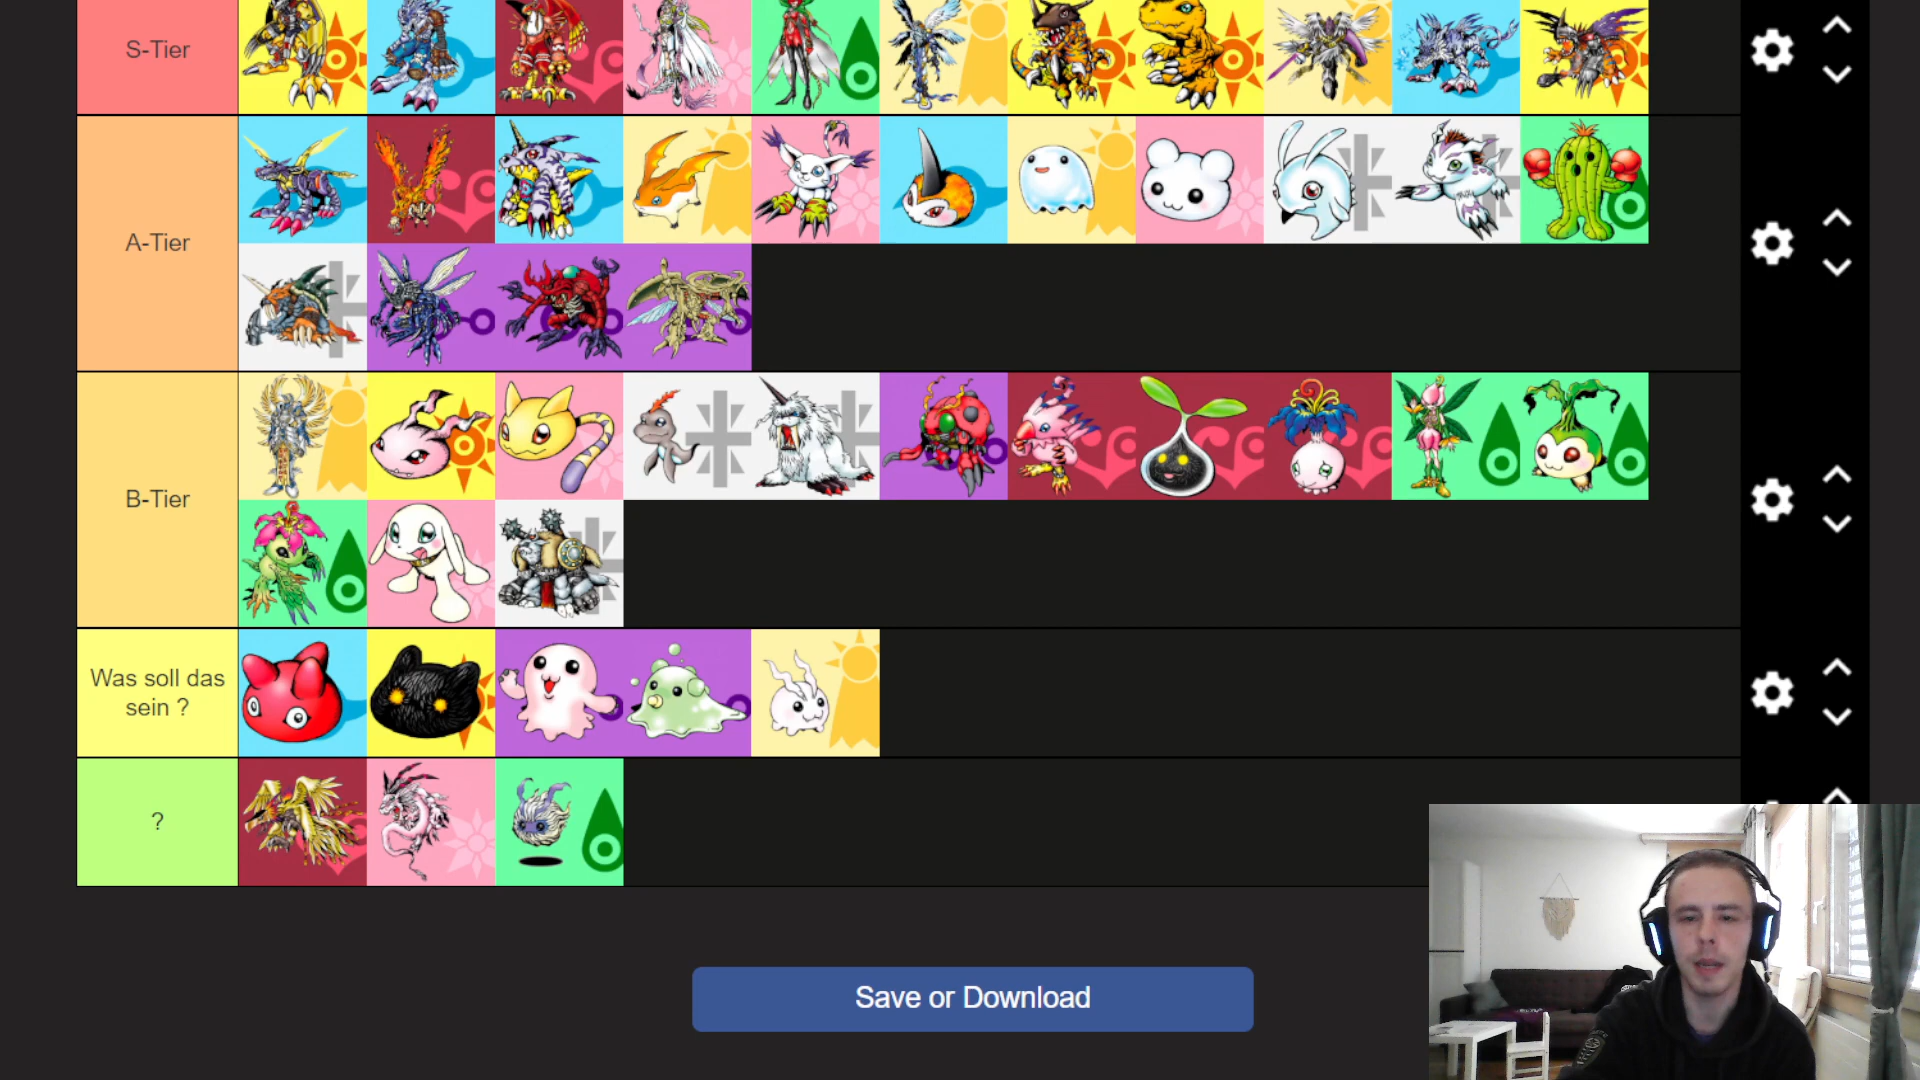 S-Tier
A-Tier
B-Tier
Was soll das
sein ?
?
Save or Download